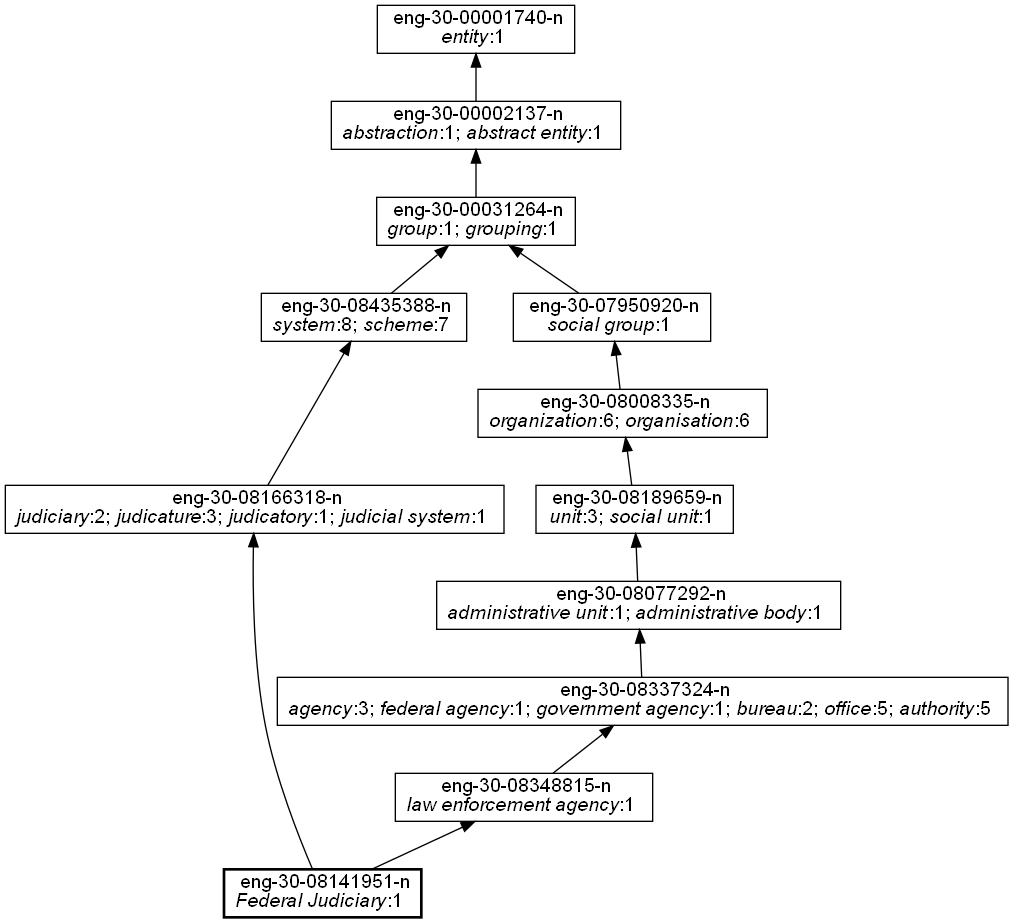 eng-30-00001740-n
entity:1
eng-30-00002137-n
abstraction:1; abstract entity:1
eng-30-00031264-n
group:1; grouping:1
eng-30-08435388-n
system:8; scheme:7
eng-30-07950920-n
social group:1
eng-30-08008335-n
organization:6; organisation:6
eng-30-08166318-n
judiciary:2; judicature:3; judicatory:1; judicial system:1
eng-30-08189659-n
unit:3; social unit:1
eng-30-08077292-n
administrative unit:1; administrative body:1
eng-30-08337324-n
agency:3; federal agency:1; government agency:1; bureau:2; office:5; authority:5
eng-30-08348815-n
law enforcement agency:1
eng-30-08141951-n
Federal Judiciary:1